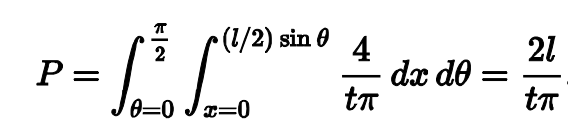 P = \int_{\theta=0}^{\frac{\pi}{2}} \int_{x=0}^{(l/2)\sin\theta} \frac{4}{t\pi} \, dx \, d\theta = \frac{2l}{t\pi}.